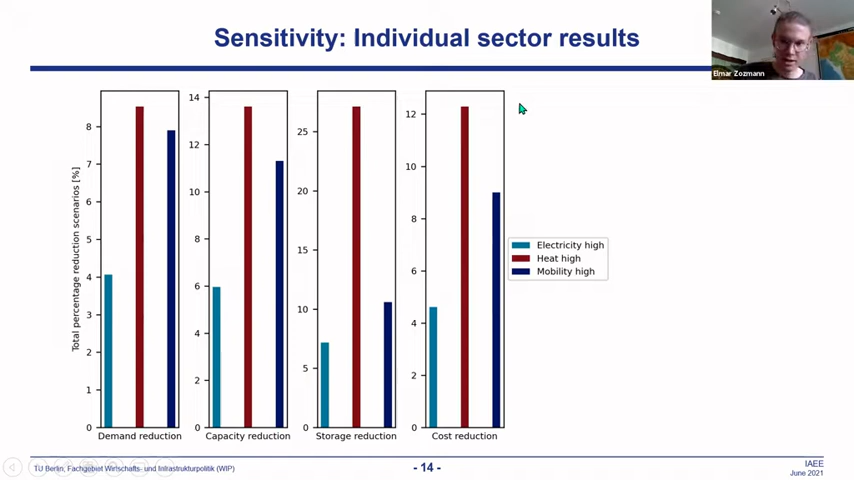 Sensitivity: Individual sector results
Elmar Zozmann
Total percentage reduction scenarios [%]
8
7
6
5
4
3
2
1
0
Demand reduction
14
12
10
8
6
4
2
0
Capacity reduction
25
20
15
10
5
0
Storage reduction
12
10
8
6
4
2
0
Cost reduction
Electricity high
Heat high
Mobility high
TU Berlin, Fachgebiet Wirtschafts- und Infrastrukturpolitik (WIP)
- 14 -
IAEE
June 2021